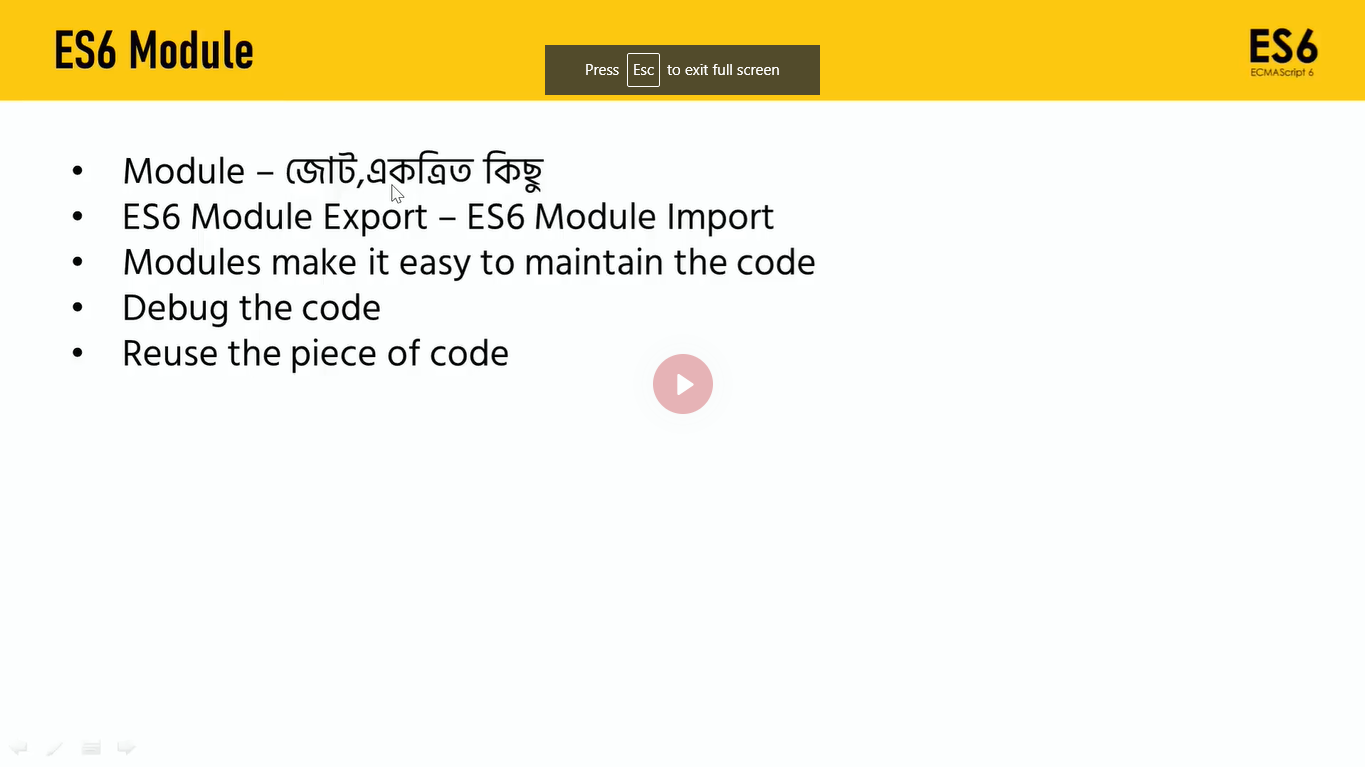 ES6 Module
Press Esc to exit full screen
ES6
ECMAScript 6
• Module – জোট,একত্রিত কিছু
• ES6 Module Export – ES6 Module Import
• Modules make it easy to maintain the code
• Debug the code
• Reuse the piece of code